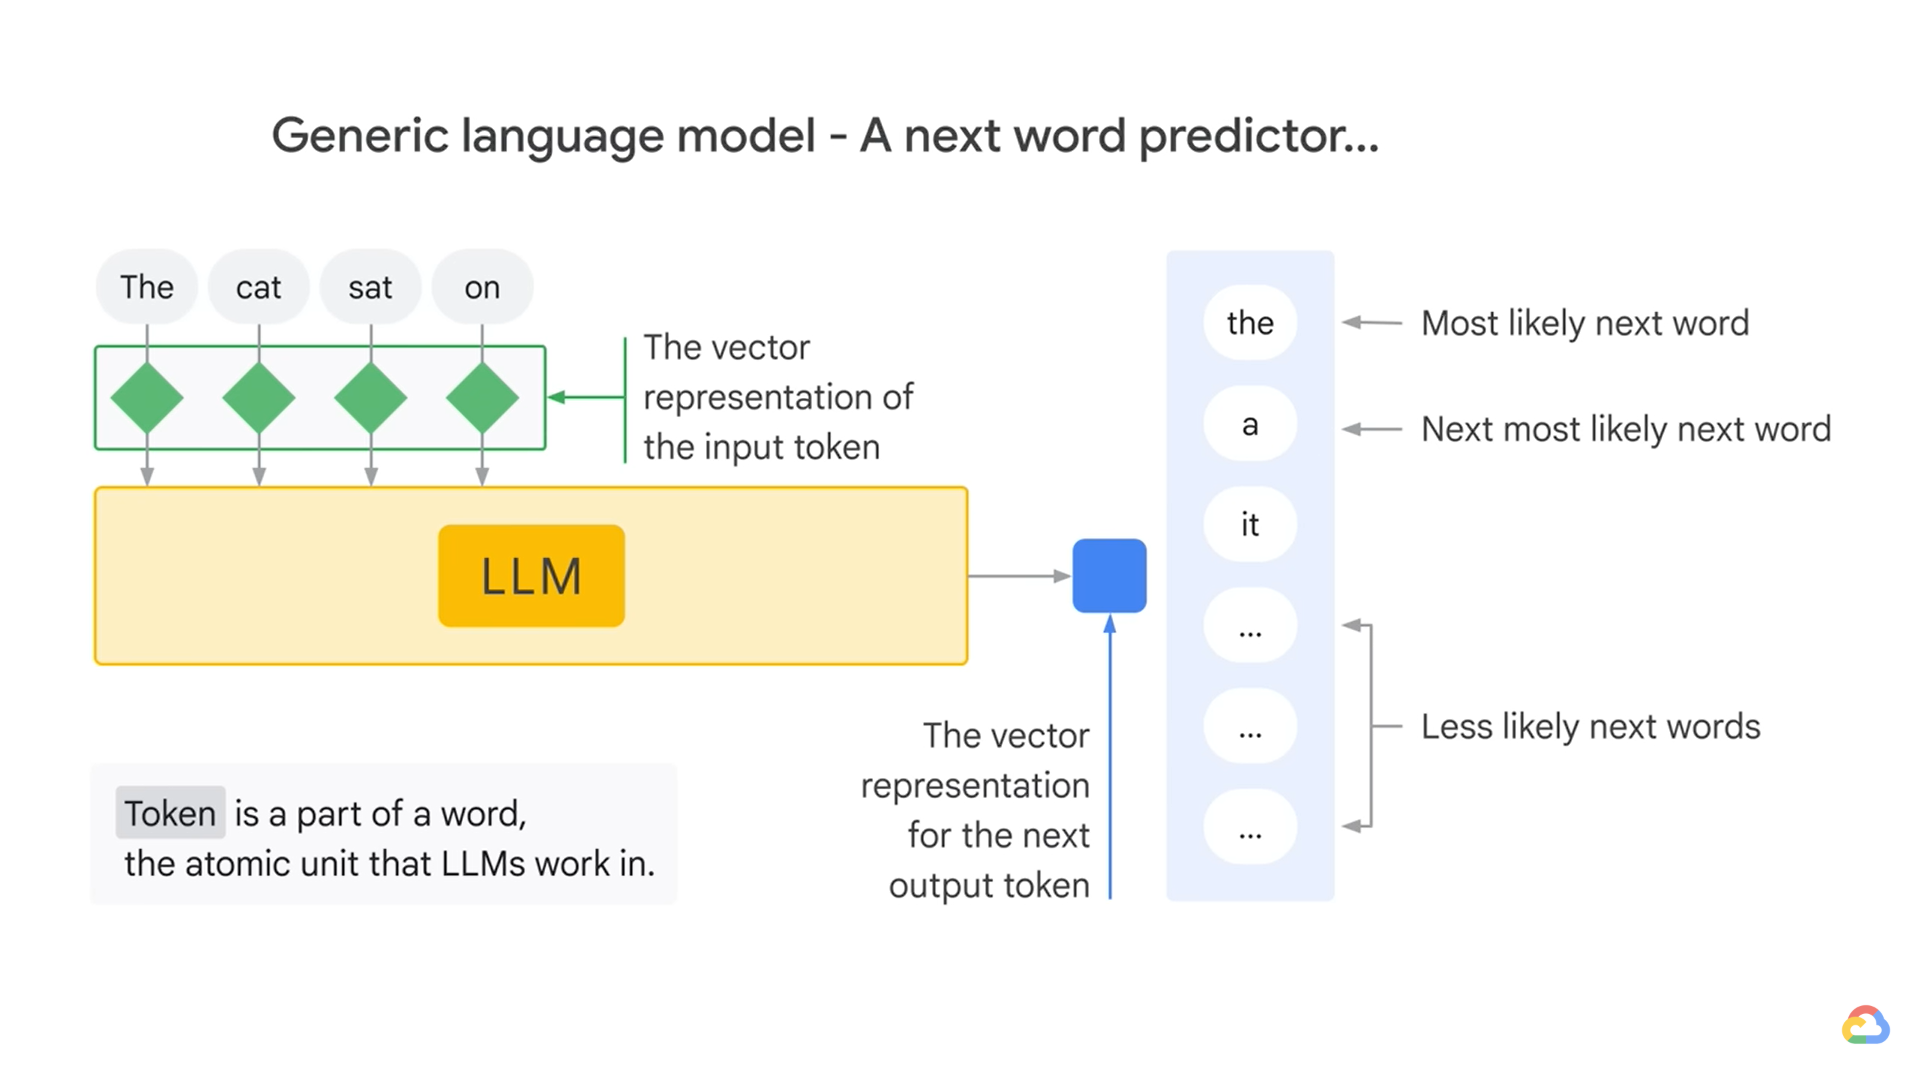 Generic language model - A next word predictor...
The cat sat on
The vector
representation of
the input token
LLM
Token is a part of a word,
the atomic unit that LLMs work in.
The vector
representation
for the next
output token
the
a
it
...
...
...
Most likely next word
Next most likely next word
Less likely next words